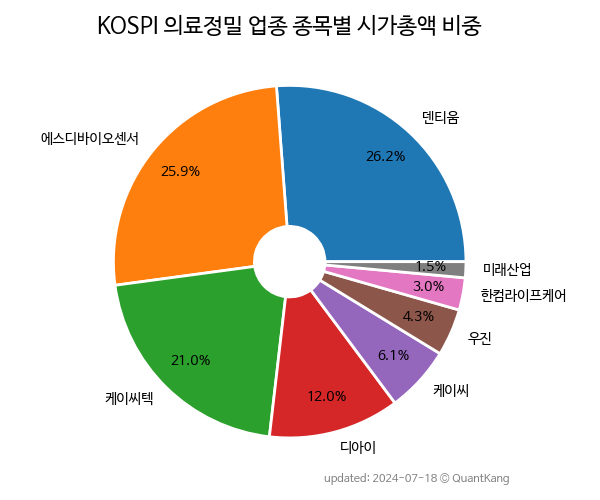 KOSPI 의료정밀 업종 종목별 시가총액 비중
덴티움
26.2%
에스디바이오센서
25.9%
케이씨텍
21.0%
디아이
12.0%
케이씨
6.1%
우진
4.3%
한컴라이프케어
3.0%
미래산업
1.5%
updated: 2024-07-18 © QuantKang